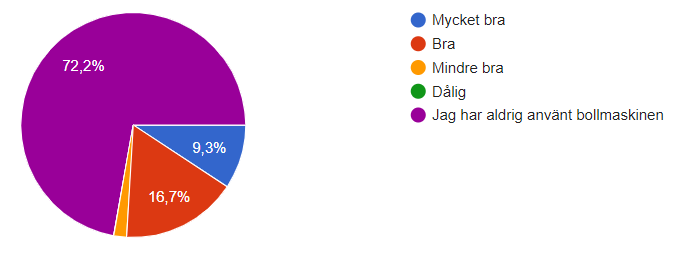 72,2%
9,3%
16,7%
Mycket bra
Bra
Mindre bra
Dålig
Jag har aldrig använt bollmaskinen